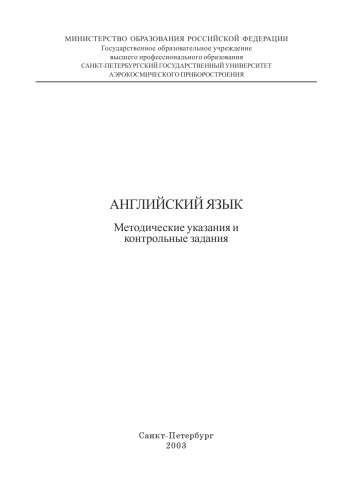 МИНИСТЕРСТВО ОБРАЗОВАНИЯ РОССИЙСКОЙ ФЕДЕРАЦИИ
Государственное образовательное учреждение
высшего профессионального образования
САНКТ-ПЕТЕРБУРГСКИЙ ГОСУДАРСТВЕННЫЙ УНИВЕРСИТЕТ
АЭРОКОСМИЧЕСКОГО ПРИБОРОСТРОЕНИЯ
АНГЛИЙСКИЙ ЯЗЫК
Методические указания и
контрольные задания
Санкт-Петербург
2003